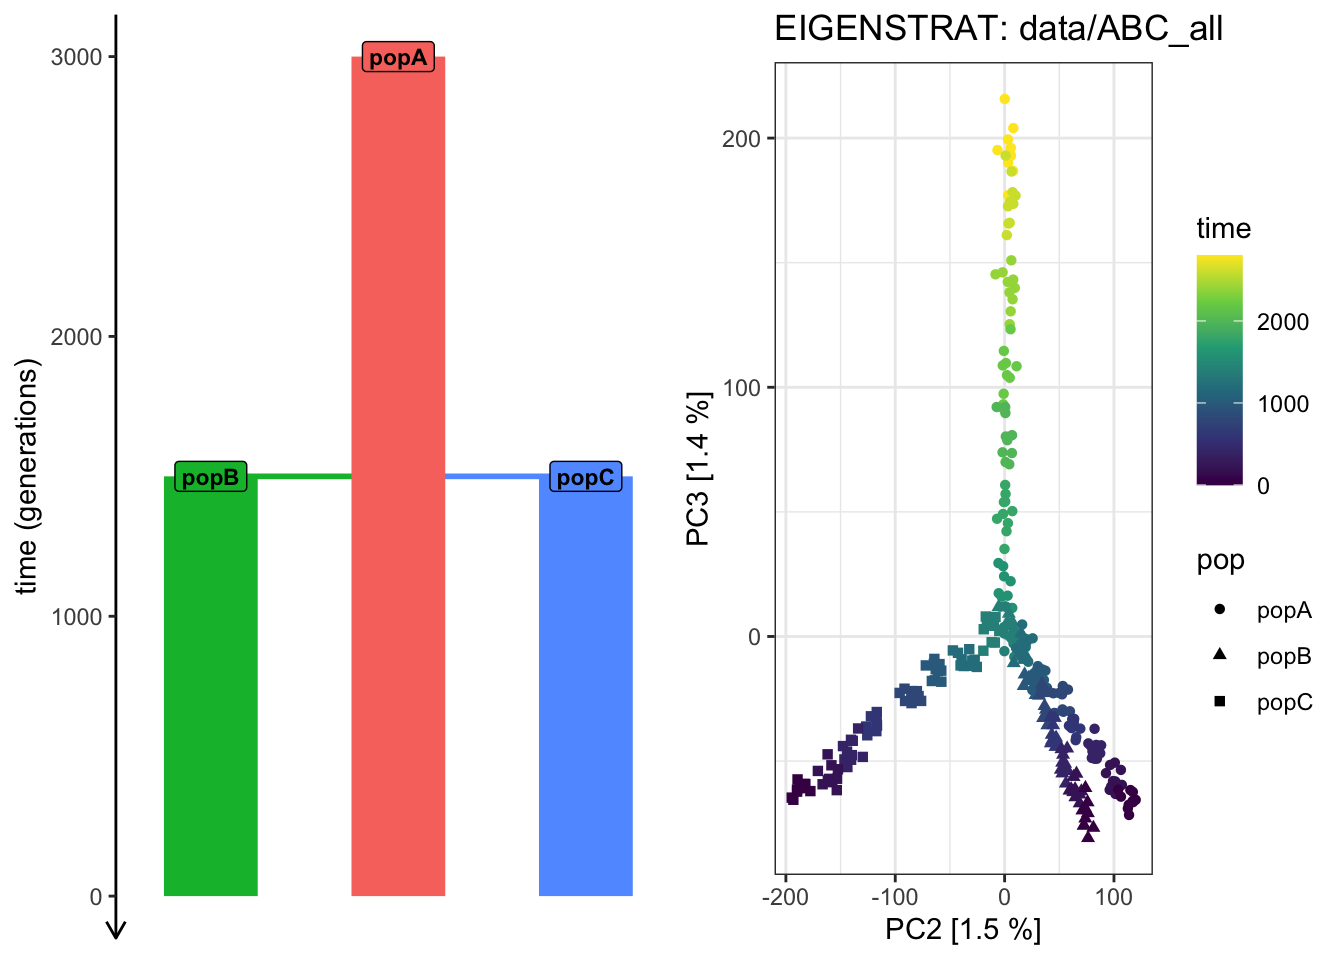 time (generations)
3000
2000
1000
0
popA
popB
popC
EIGENSTRAT: data/ABC_all
PC3 [1.4 %]
200
100
0
-200
-100
0
100
PC2 [1.5 %]
time
2000
1000
0
pop
popA
popB
popC